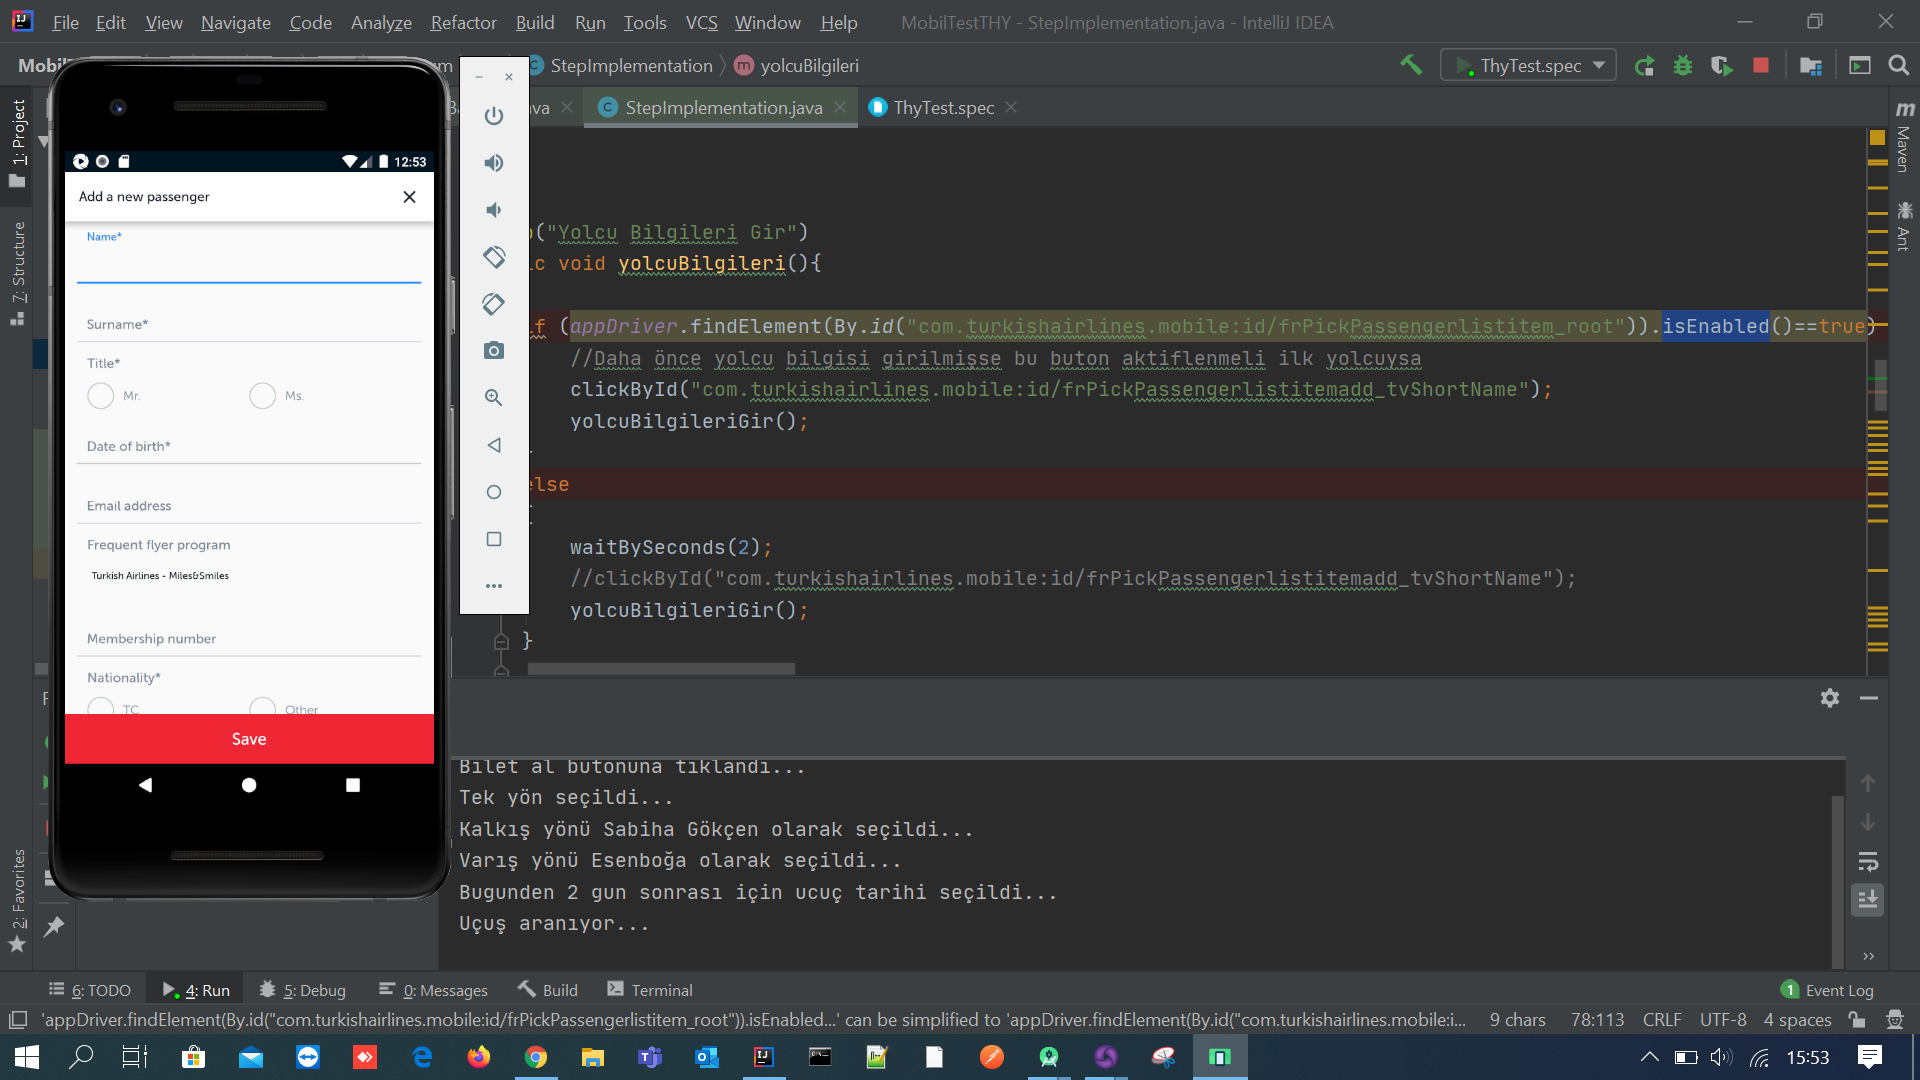 File Edit View Navigate Code Analyze Refactor Build Run Tools VCS Window Help MobilTestTHY - StepImplementation.java - IntelliJ IDEA
StepImplementation yolcuBilgileri ThyTest.spec
StepImplementation.java ThyTest.spec
1: Project
7: Structure
2: Favorites
Maven
Ant
12:53
Add a new passenger
Name*
Surname*
Title*
Mr. Ms.
Date of birth*
Email address
Frequent flyer program
Turkish Airlines - Miles&Smiles
Membership number
Nationality*
TC Other
Save
("Yolcu Bilgileri Gir")
void yolcuBilgileri(){
if (appDriver.findElement(By.id("com.turkishairlines.mobile:id/frPickPassengerlistitem_root")).isEnabled()==true)
//Daha önce yolcu bilgisi girilmişse bu buton aktiflenmeli ilk yolcuysa
clickById("com.turkishairlines.mobile:id/frPickPassengerlistitemadd_tvShortName");
yolcuBilgileriGir();
else
waitBySeconds(2);
//clickById("com.turkishairlines.mobile:id/frPickPassengerlistitemadd_tvShortName");
yolcuBilgileriGir();
}
Bilet al butonuna tıklandı...
Tek yön seçildi...
Kalkış yönü Sabiha Gökçen olarak seçildi...
Varış yönü Esenboğa olarak seçildi...
Bugunden 2 gun sonrası için ucuç tarihi seçildi...
Uçuş aranıyor...
6: TODO 4: Run 5: Debug 0: Messages Build Terminal 1 Event Log
'appDriver.findElement(By.id("com.turkishairlines.mobile:id/frPickPassengerlistitem_root")).isEnabled...' can be simplified to 'appDriver.findElement(By.id("com.turkishairlines.mobile:i... 9 chars 78:113 CRLF UTF-8 4 spaces
15:53